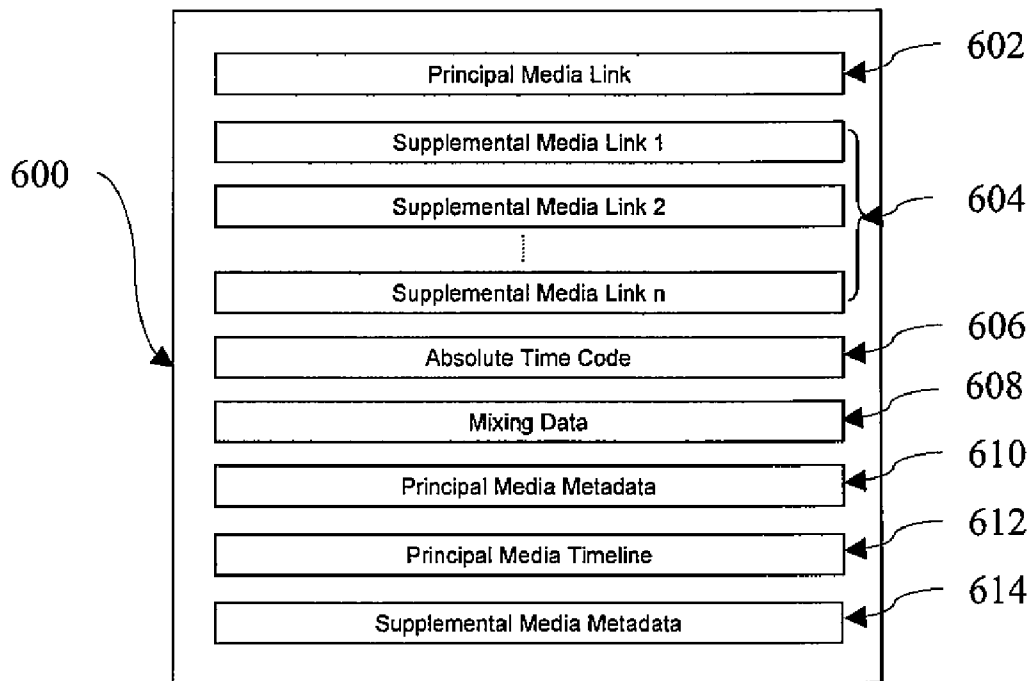 602
Principal Media Link
Supplemental Media Link 1
600
Supplemental Media Link 2
604
Supplemental Media Link n
606
Absolute Time Code
608
Mixing Data
610
Principal Media Metadata
612
Principal Media Timeline
614
Supplemental Media Metadata